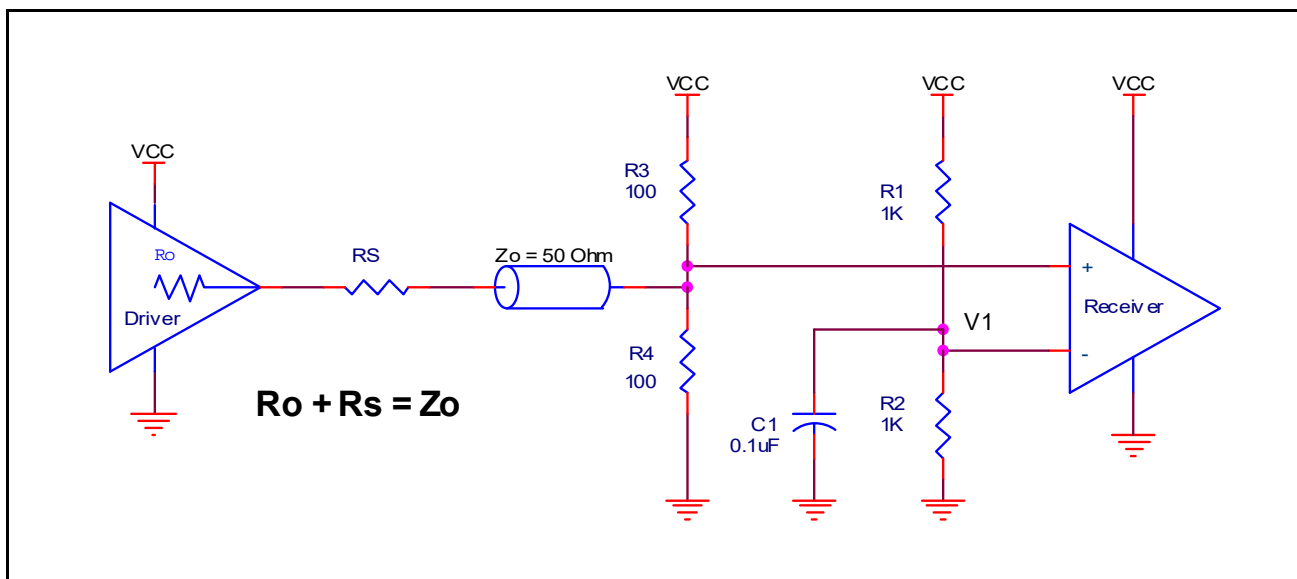 VCC
VCC
VCC
VCC
R3
100
R1
1K
Ro
RS
Zo = 50 Ohm
+
Driver
Receiver
V1
R4
100
-
Ro + Rs = Zo
C1
0.1uF
R2
1K